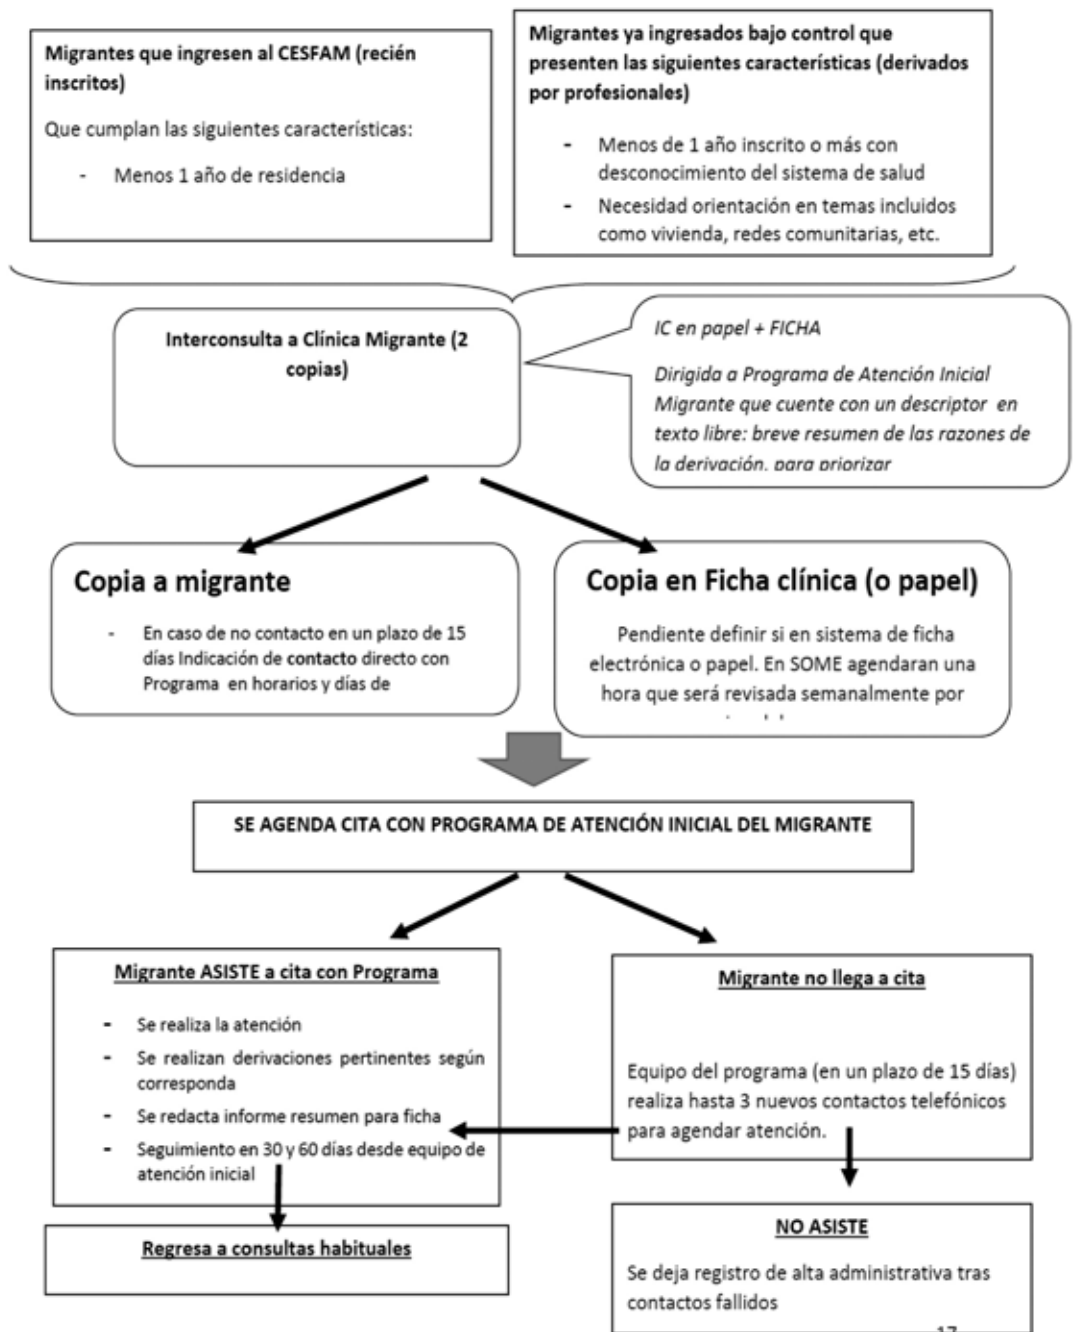 Migrantes que ingresen al CESFAM (recién
inscritos)
Que cumplan las siguientes características:
- Menos 1 año de residencia
Migrantes ya ingresados bajo control que
presenten las siguientes características (derivados
por profesionales)
- Menos de 1 año inscrito o más con
desconocimiento del sistema de salud
- Necesidad orientación en temas incluidos
como vivienda, redes comunitarias, etc.
Interconsulta a Clínica Migrante (2
copias)
IC en papel + FICHA
Dirigida a Programa de Atención Inicial
Migrante que cuente con un descriptor en
texto libre: breve resumen de las razones de
la derivación, para priorizar
Copia a migrante
- En caso de no contacto en un plazo de 15
días Indicación de contacto directo con
Programa en horarios y días de
Copia en Ficha clínica (o papel)
Pendiente definir si en sistema de ficha
electrónica o papel. En SOME agendaran una
hora que será revisada semanalmente por
SE AGENDA CITA CON PROGRAMA DE ATENCIÓN INICIAL DEL MIGRANTE
Migrante ASISTE a cita con Programa
- Se realiza la atención
- Se realizan derivaciones pertinentes según
corresponda
- Se redacta informe resumen para ficha
- Seguimiento en 30 y 60 días desde equipo de
atención inicial
Migrante no llega a cita
Equipo del programa (en un plazo de 15 días)
realiza hasta 3 nuevos contactos telefónicos
para agendar atención.
Regresa a consultas habituales
NO ASISTE
Se deja registro de alta administrativa tras
contactos fallidos